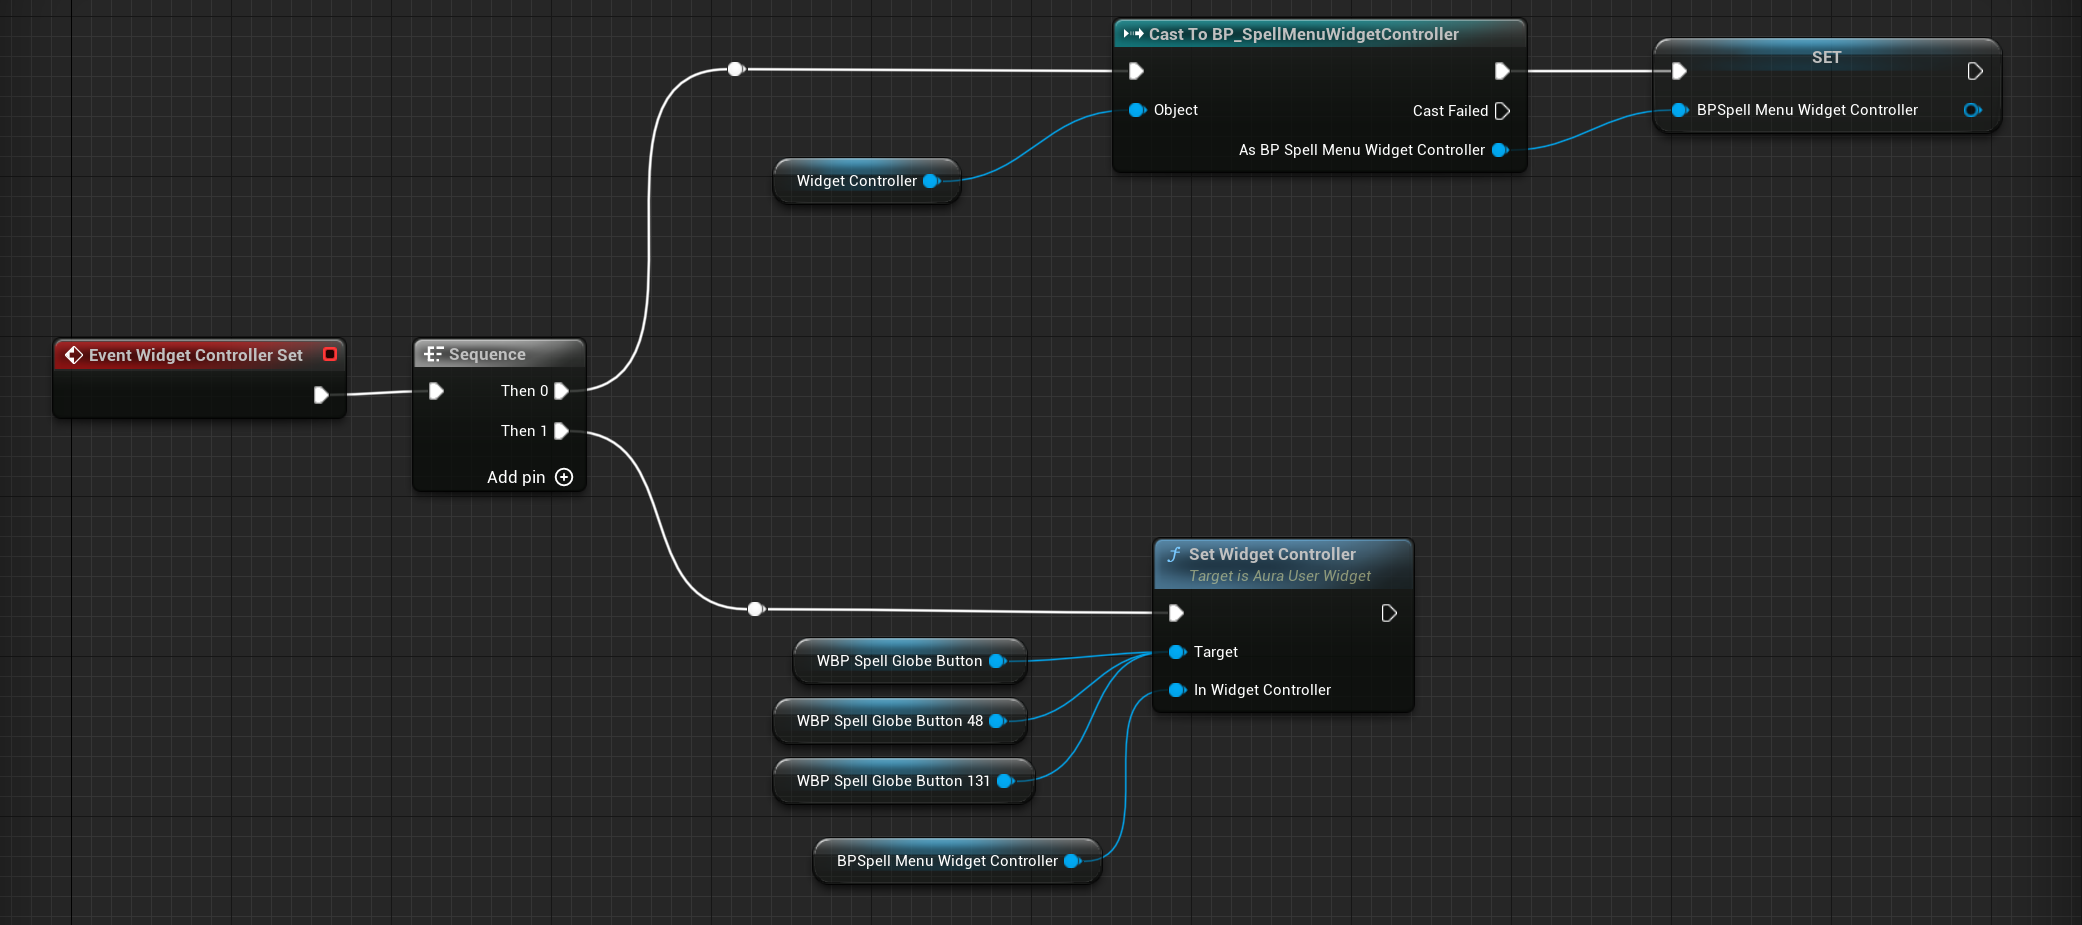 Cast To BP_SpellMenuWidgetController
Object
Cast Failed
As BP Spell Menu Widget Controller
SET
BPSpell Menu Widget Controller
Widget Controller
Event Widget Controller Set
Sequence
Then 0
Then 1
Add pin
Set Widget Controller
Target is Aura User Widget
Target
In Widget Controller
WBP Spell Globe Button
WBP Spell Globe Button 48
WBP Spell Globe Button 131
BPSpell Menu Widget Controller